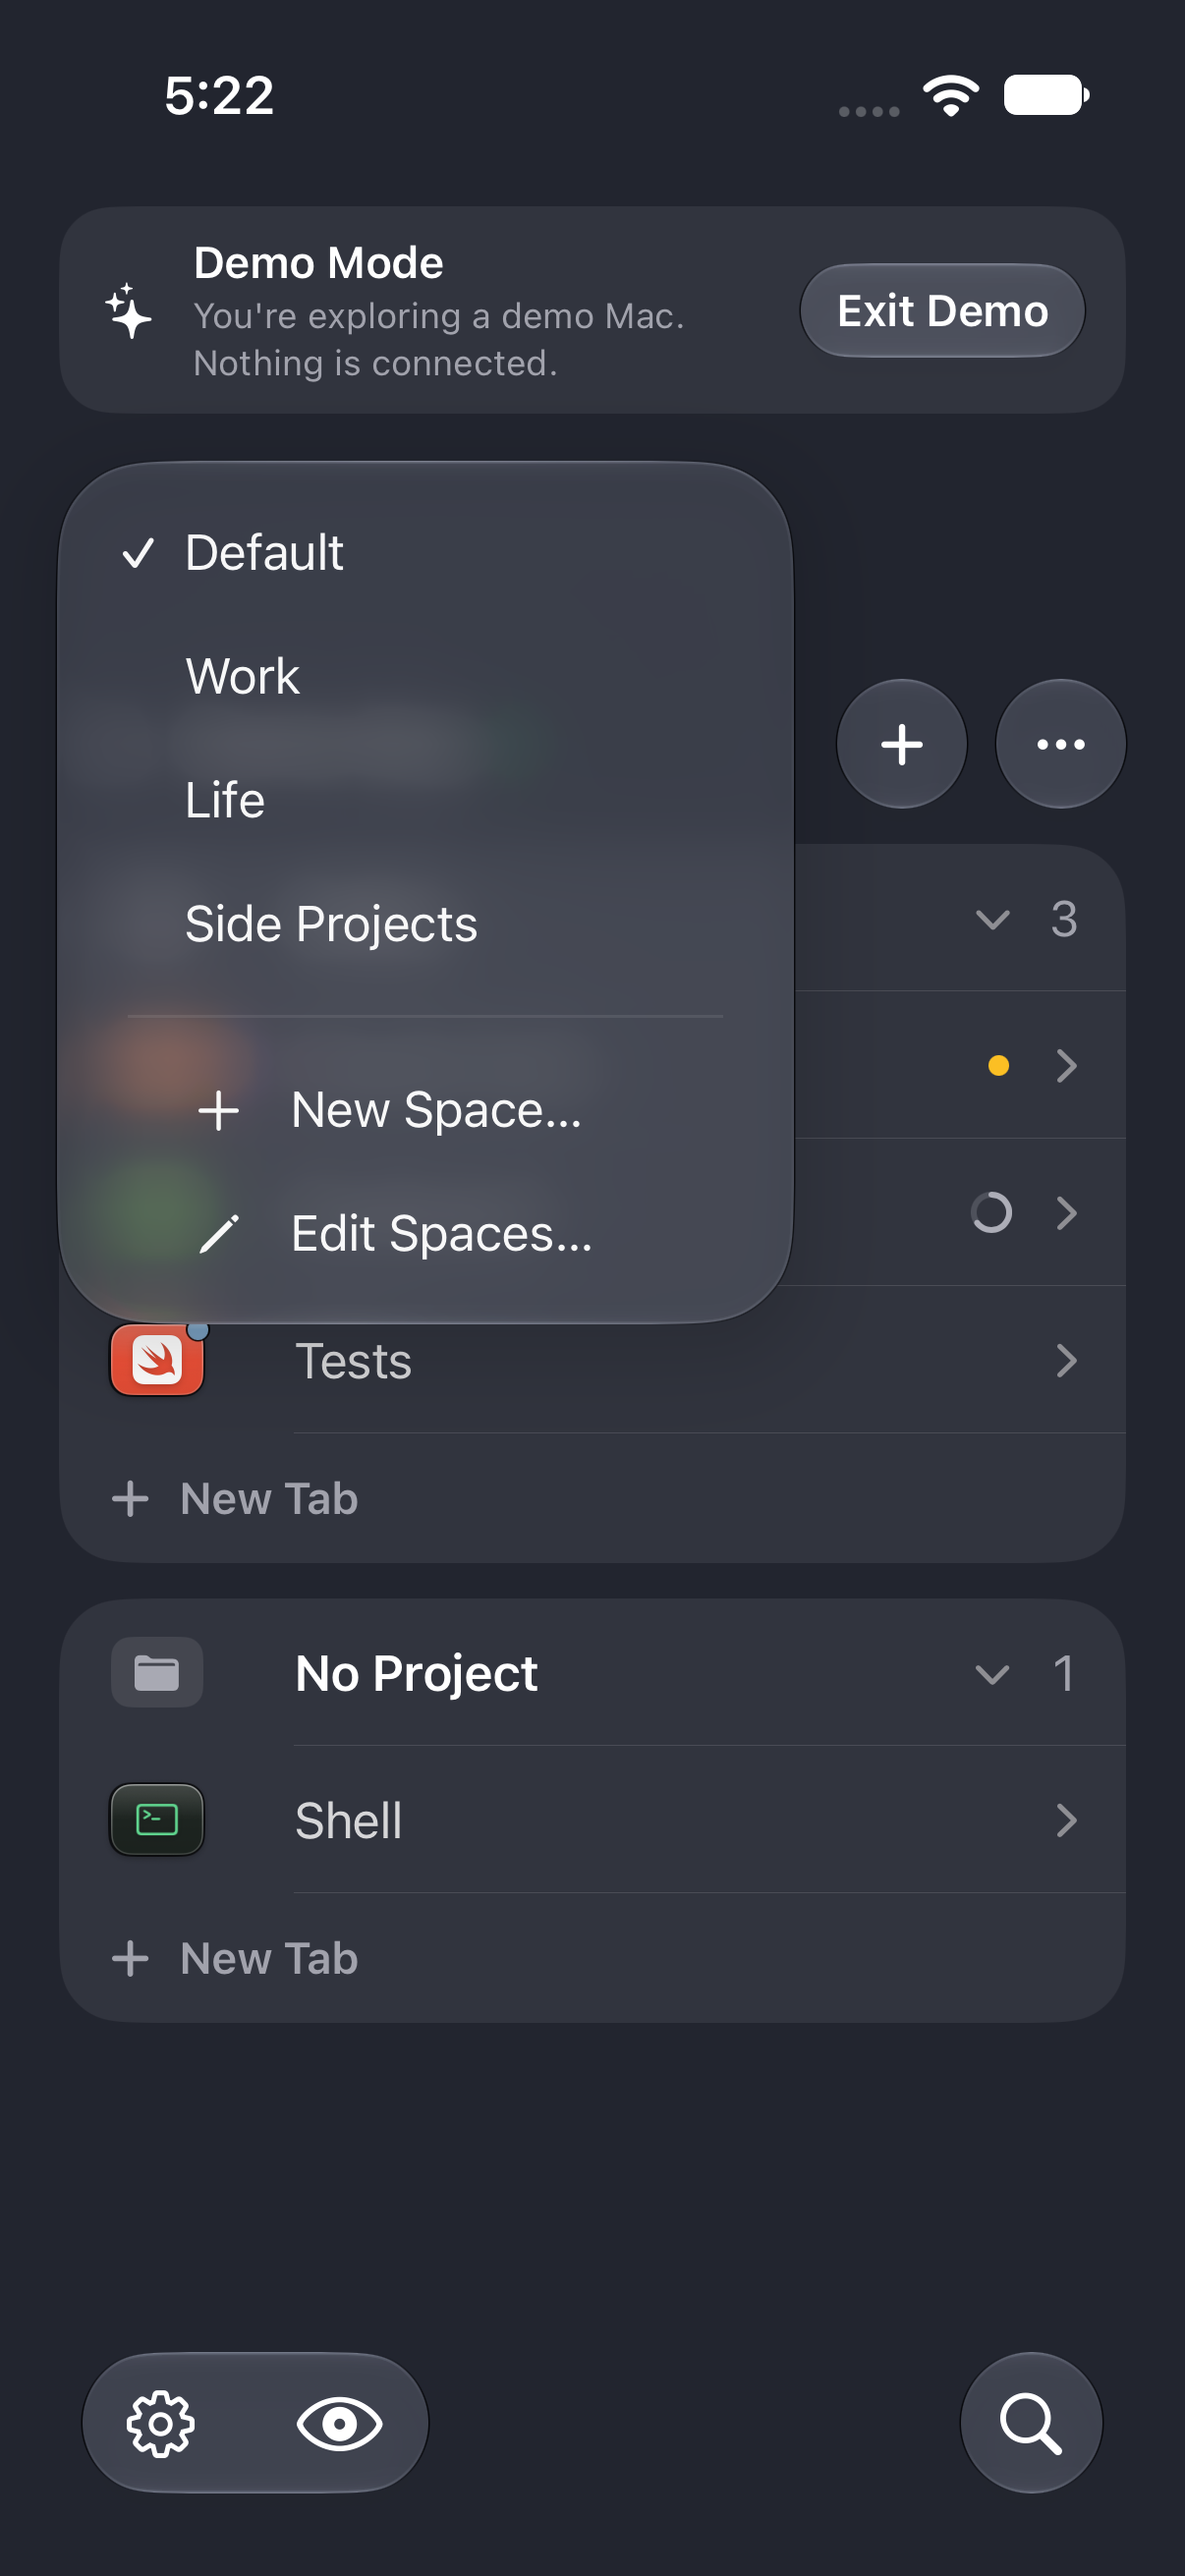 5:22
Demo Mode
You're exploring a demo Mac.
Nothing is connected.
Exit Demo
Default
Work
Life
Side Projects
New Space...
Edit Spaces...
3
Tests
New Tab
No Project
1
Shell
New Tab